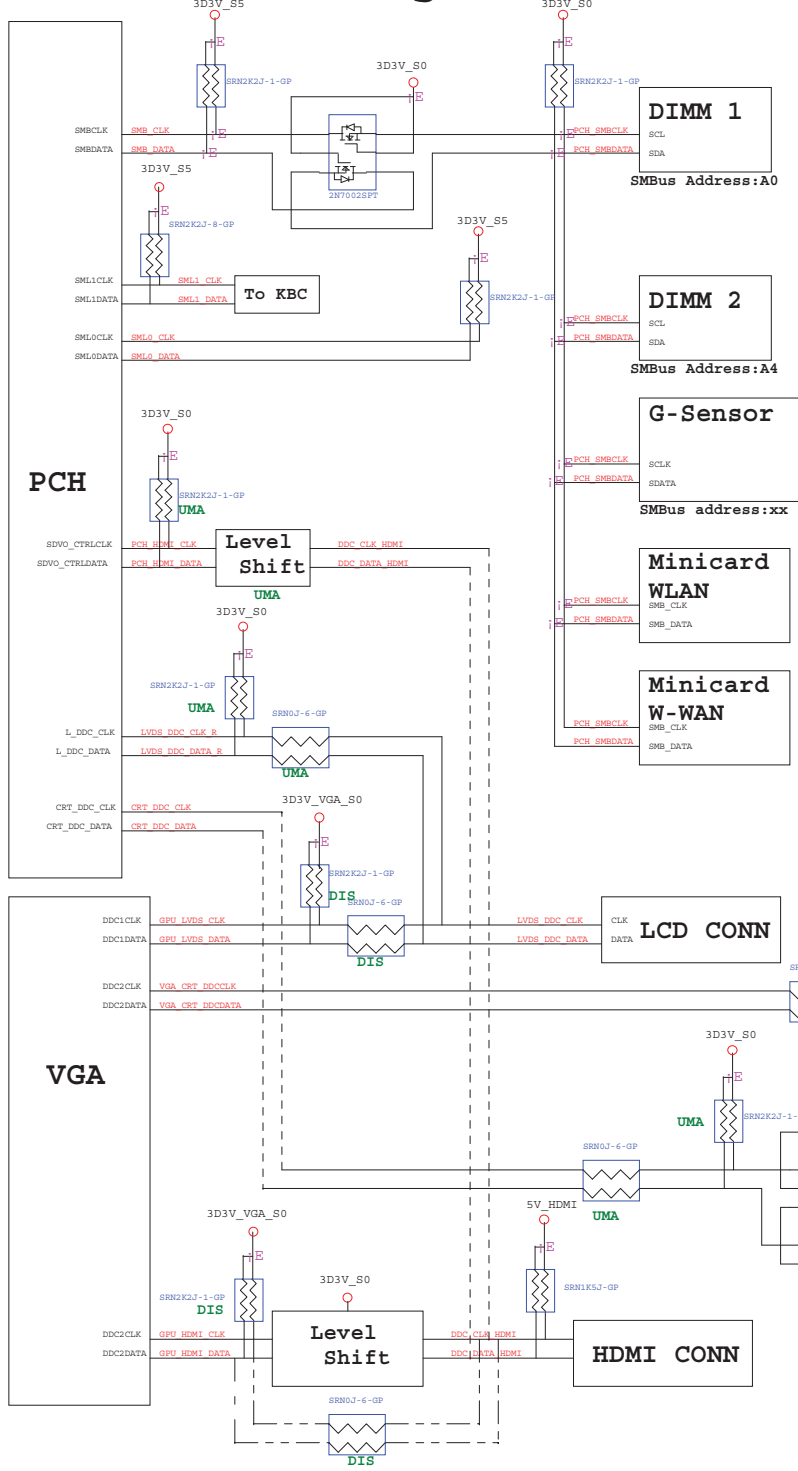 3D3V_S5
3D3V_S0
SRN2K2J-1-GP
SRN2K2J-1-GP
3D3V_S0
DIMM 1
SMBCLK
SMB_CLK
PCH_SMBCLK
SCL
SMBDATA
SMB_DATA
PCH_SMBDATA
SDA
SMBus Address:A0
2N7002SPT
3D3V_S5
SRN2K2J-8-GP
3D3V_S5
SML1CLK
SML1_CLK
To KBC
SML1DATA
SML1_DATA
SRN2K2J-1-GP
DIMM 2
PCH_SMBCLK
SCL
SML0CLK
SML0_CLK
PCH_SMBDATA
SDA
SML0DATA
SML0_DATA
SMBus Address:A4
3D3V_S0
G-Sensor
PCH_SMBCLK
SCLK
PCH_SMBDATA
SDATA
SMBus address:xx
PCH
SRN2K2J-1-GP
UMA
SDVO_CTRLCLK
PCH_HDMI_CLK
Level
Shift
DDC_CLK_HDMI
SDVO_CTRLDATA
PCH_HDMI_DATA
DDC_DATA_HDMI
UMA
Minicard
WLAN
PCH_SMBCLK
SMB_CLK
PCH_SMBDATA
SMB_DATA
3D3V_S0
SRN2K2J-1-GP
UMA
SRN0J-6-GP
Minicard
W-WAN
PCH_SMBCLK
SMB_CLK
PCH_SMBDATA
SMB_DATA
L_DDC_CLK
LVDS_DDC_CLK_R
L_DDC_DATA
LVDS_DDC_DATA_R
UMA
CRT_DDC_CLK
CRT_DDC_CLK
CRT_DDC_DATA
CRT_DDC_DATA
3D3V_VGA_S0
SRN2K2J-1-GP
DIS
SRN0J-6-GP
DDC1CLK
GPU_LVDS_CLK
LVDS_DDC_CLK
CLK
DDC1DATA
GPU_LVDS_DATA
LVDS_DDC_DATA
DATA
LCD CONN
DIS
DDC2CLK
VGA_CRT_DDCCLK
DDC2DATA
VGA_CRT_DDCDATA
VGA
3D3V_S0
UMA
SRN2K2J-1-
SRN0J-6-GP
UMA
3D3V_VGA_S0
5V_HDMI
SRN2K2J-1-GP
DIS
3D3V_S0
SRN1K5J-GP
DDC2CLK
GPU_HDMI_CLK
Level
Shift
DDC_CLK_HDMI
DDC2DATA
GPU_HDMI_DATA
DDC_DATA_HDMI
HDMI CONN
SRN0J-6-GP
DIS